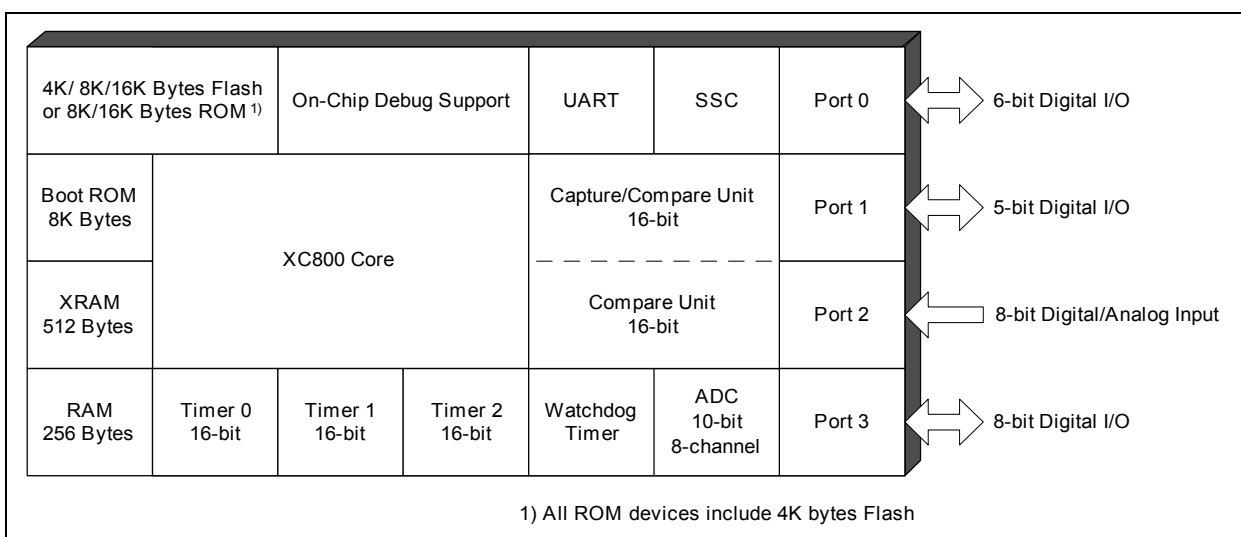 4K/ 8K/16K Bytes Flash
or 8K/16K Bytes ROM 1)
On-Chip Debug Support
UART
SSC
Port 0
6-bit Digital I/O
Boot ROM
8K Bytes
XC800 Core
Capture/Compare Unit
16-bit
Port 1
5-bit Digital I/O
XRAM
512 Bytes
Compare Unit
16-bit
Port 2
8-bit Digital/Analog Input
RAM
256 Bytes
Timer 0
16-bit
Timer 1
16-bit
Timer 2
16-bit
Watchdog
Timer
ADC
10-bit
8-channel
Port 3
8-bit Digital I/O
1) All ROM devices include 4K bytes Flash